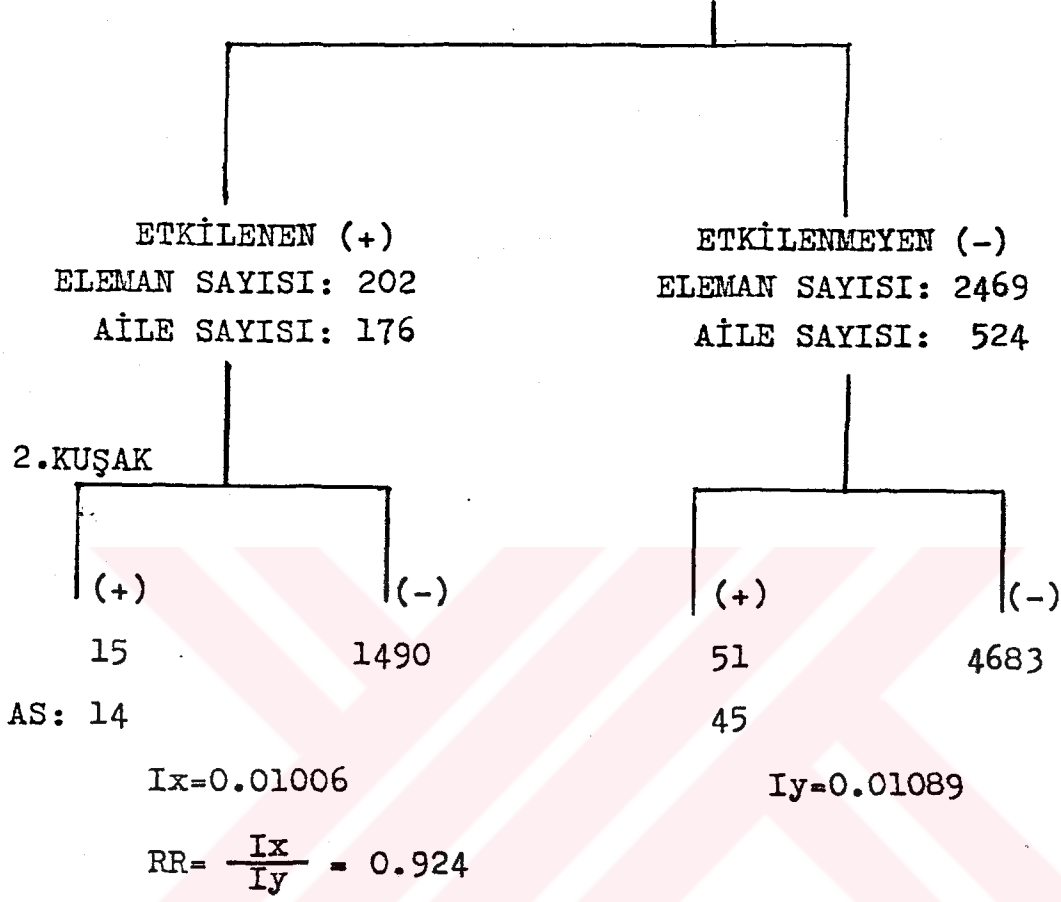 ETKİLENEN (+) ETKİLENMEYEN (-)
ELEMAN SAYISI: 202 ELEMAN SAYISI: 2469
AİLE SAYISI: 176 AİLE SAYISI: 524
2.KUŞAK
(+) (-) (+) (-)
15 1490 51 4683
AS: 14 45
Ix=0.01006 Iy=0.01089
RR= Ix/Iy = 0.924